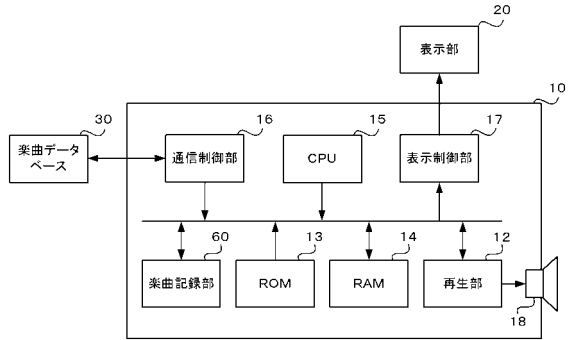 20
表示部
10
30
楽曲データ
ベース
16
通信制御部
15
CPU
17
表示制御部
60
楽曲記録部
13
ROM
14
RAM
12
再生部
18